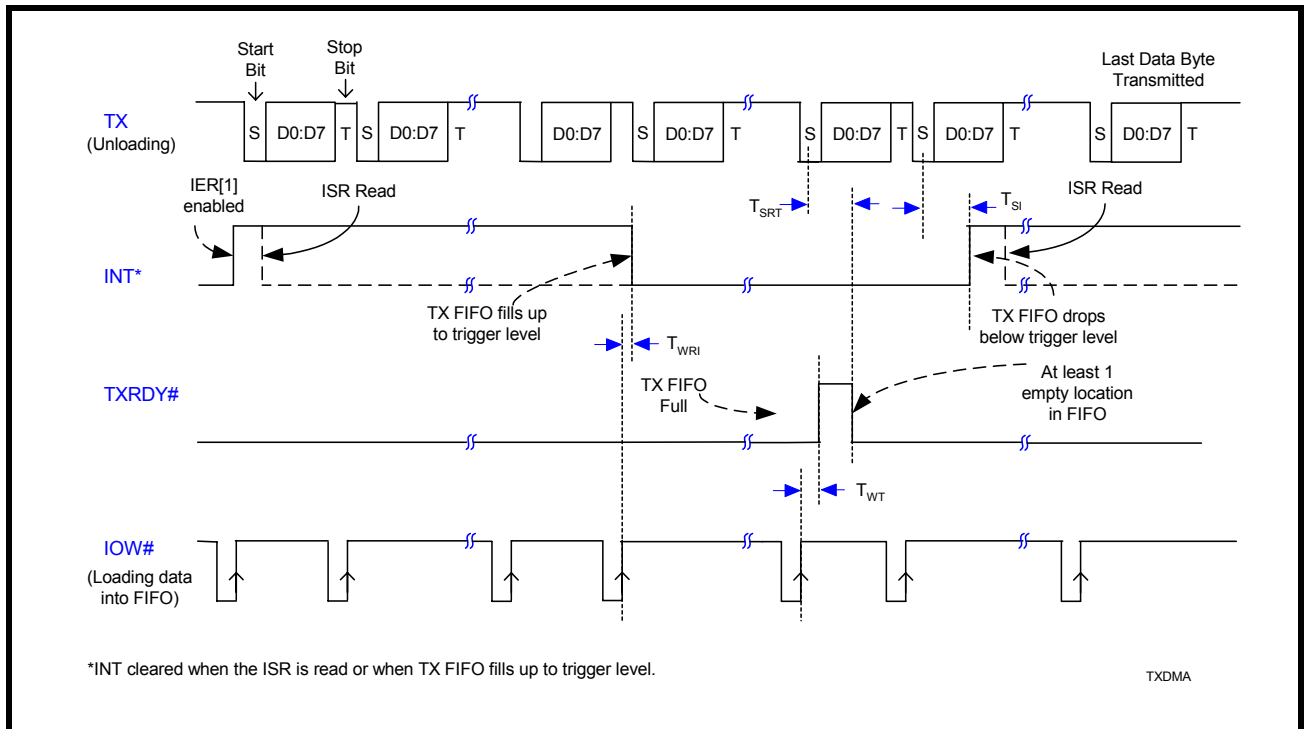 Start
Bit
Stop
Bit
Last Data Byte
Transmitted
TX
(Unloading)
S D0:D7 T S D0:D7 T D0:D7 S D0:D7 T S D0:D7 T S D0:D7 T S D0:D7 T
IER[1]
enabled
ISR Read
TSRT
TSI
ISR Read
INT*
TX FIFO fills up
to trigger level
TX FIFO drops
below trigger level
TWRI
TXRDY#
TX FIFO
Full
At least 1
empty location
in FIFO
TWT
IOW#
(Loading data
into FIFO)
*INT cleared when the ISR is read or when TX FIFO fills up to trigger level.
TXDMA